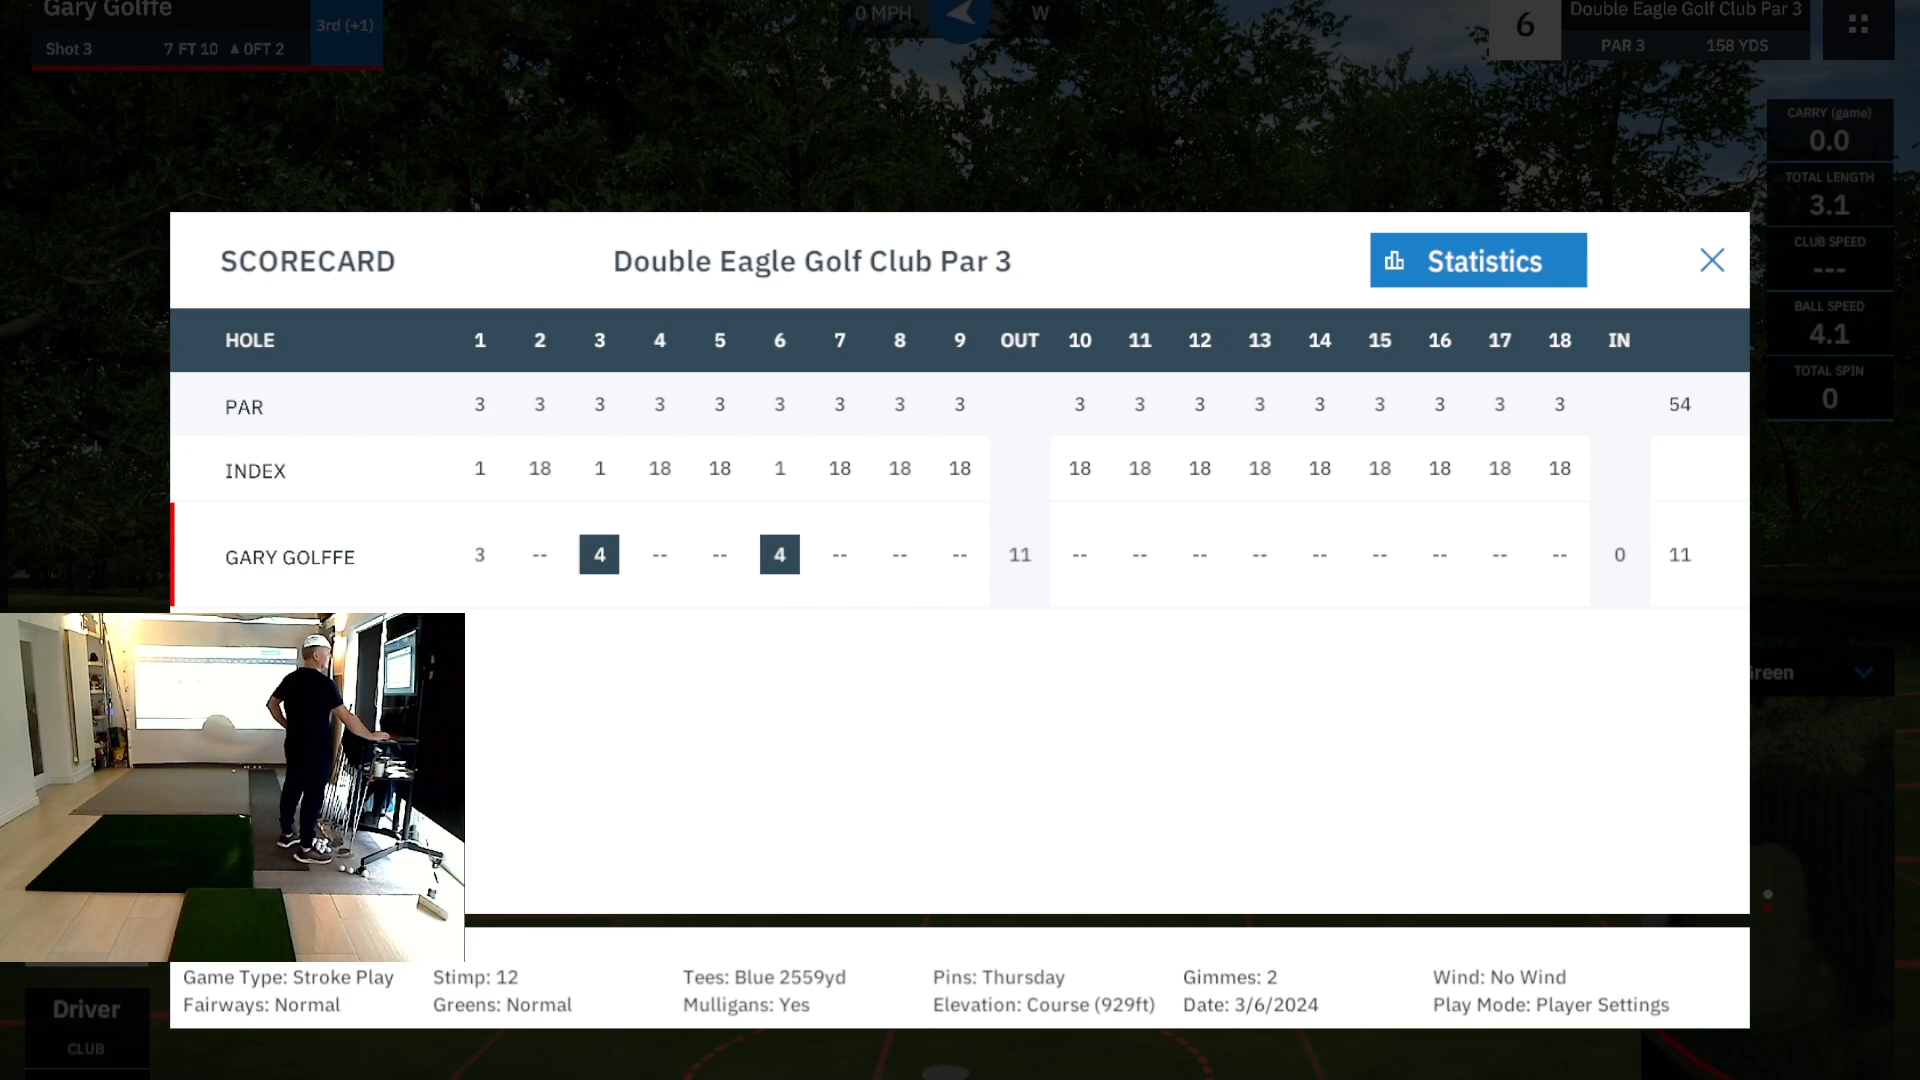 Gary Golffe
3rd (+1)
Shot 3 7 FT 10 ▲ 0FT 2
0 MPH W
6 Double Eagle Golf Club Par 3
PAR 3 158 YDS
CARRY (game)
0.0
TOTAL LENGTH
3.1
CLUB SPEED
---
BALL SPEED
4.1
TOTAL SPIN
0
SCORECARD Double Eagle Golf Club Par 3 Statistics
HOLE 1 2 3 4 5 6 7 8 9 OUT 10 11 12 13 14 15 16 17 18 IN
PAR 3 3 3 3 3 3 3 3 3 3 3 3 3 3 3 3 3 3 54
INDEX 1 18 1 18 18 1 18 18 18 18 18 18 18 18 18 18 18 18
GARY GOLFFE 3 -- 4 -- -- 4 -- -- -- 11 -- -- -- -- -- -- -- -- -- 0 11
Game Type: Stroke Play Stimp: 12 Tees: Blue 2559yd Pins: Thursday Gimmes: 2 Wind: No Wind
Fairways: Normal Greens: Normal Mulligans: Yes Elevation: Course (929ft) Date: 3/6/2024 Play Mode: Player Settings
Driver
CLUB